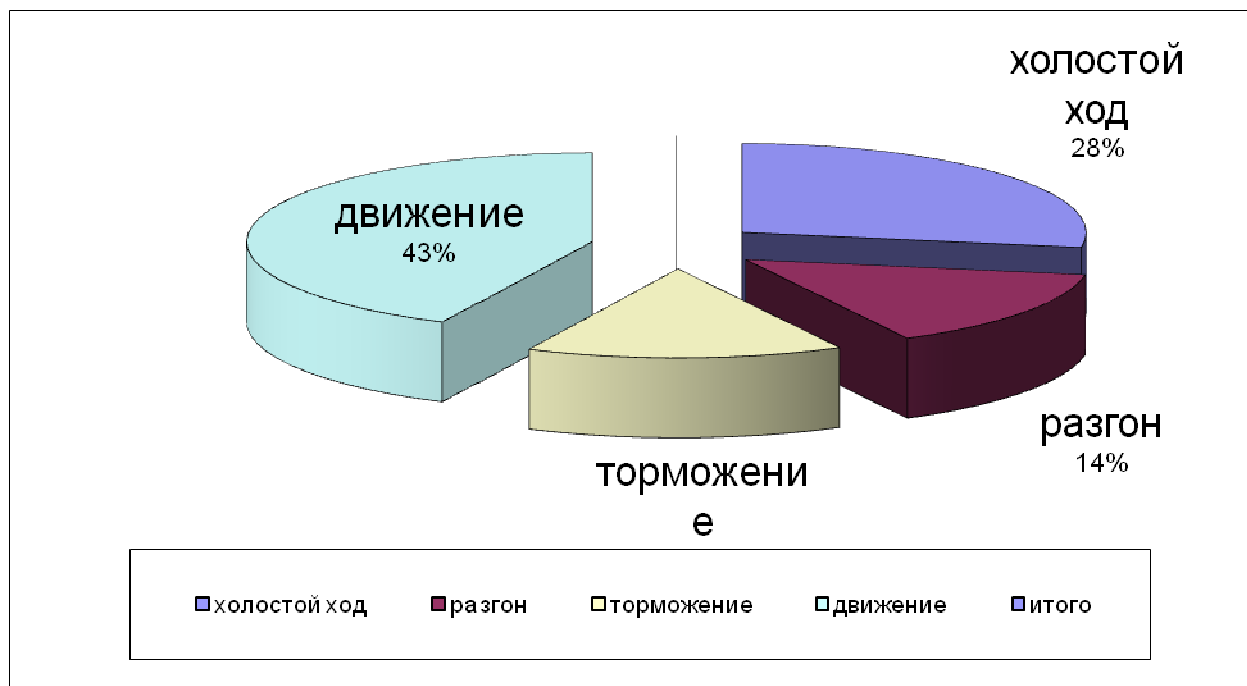 холостой
ход
28%
движение
43%
разгон
14%
торможени
е
холостой ход разгон торможение движение итого